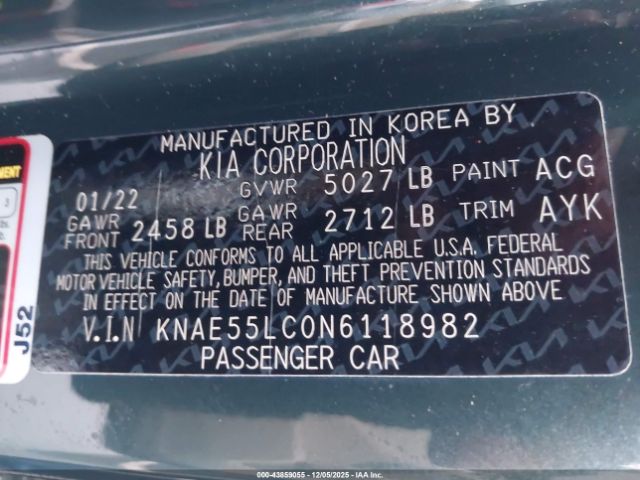 MANUFACTURED IN KOREA BY
KIA CORPORATION
01/22 GVWR 5027 LB PAINT ACG
GAWR FRONT 2458 LB GAWR REAR 2712 LB TRIM AYK
THIS VEHICLE CONFORMS TO ALL APPLICABLE U.S.A. FEDERAL
MOTOR VEHICLE SAFETY, BUMPER, AND THEFT PREVENTION STANDARDS
IN EFFECT ON THE DATE OF MANUFACTURE SHOWN ABOVE
V.I.N KNAE55LC0N6118982
PASSENGER CAR
J52
3
© 43859055 - 12/05/2025 - IAA Inc.